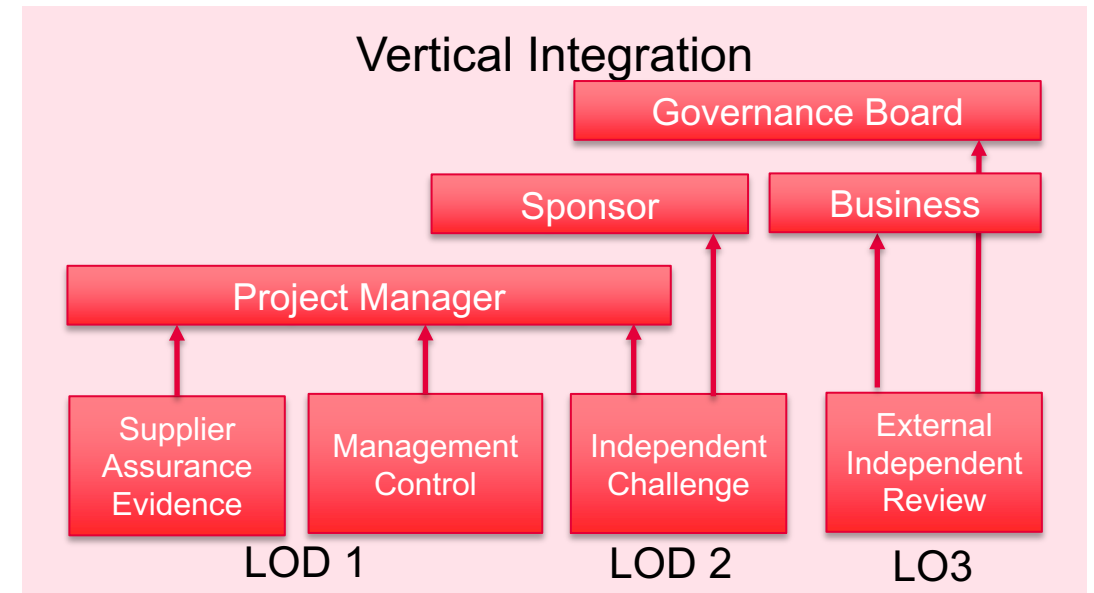 Vertical Integration
Governance Board
Sponsor
Business
Project Manager
Supplier
Assurance
Evidence
Management
Control
Independent
Challenge
External
Independent
Review
LOD 1
LOD 2
LO3